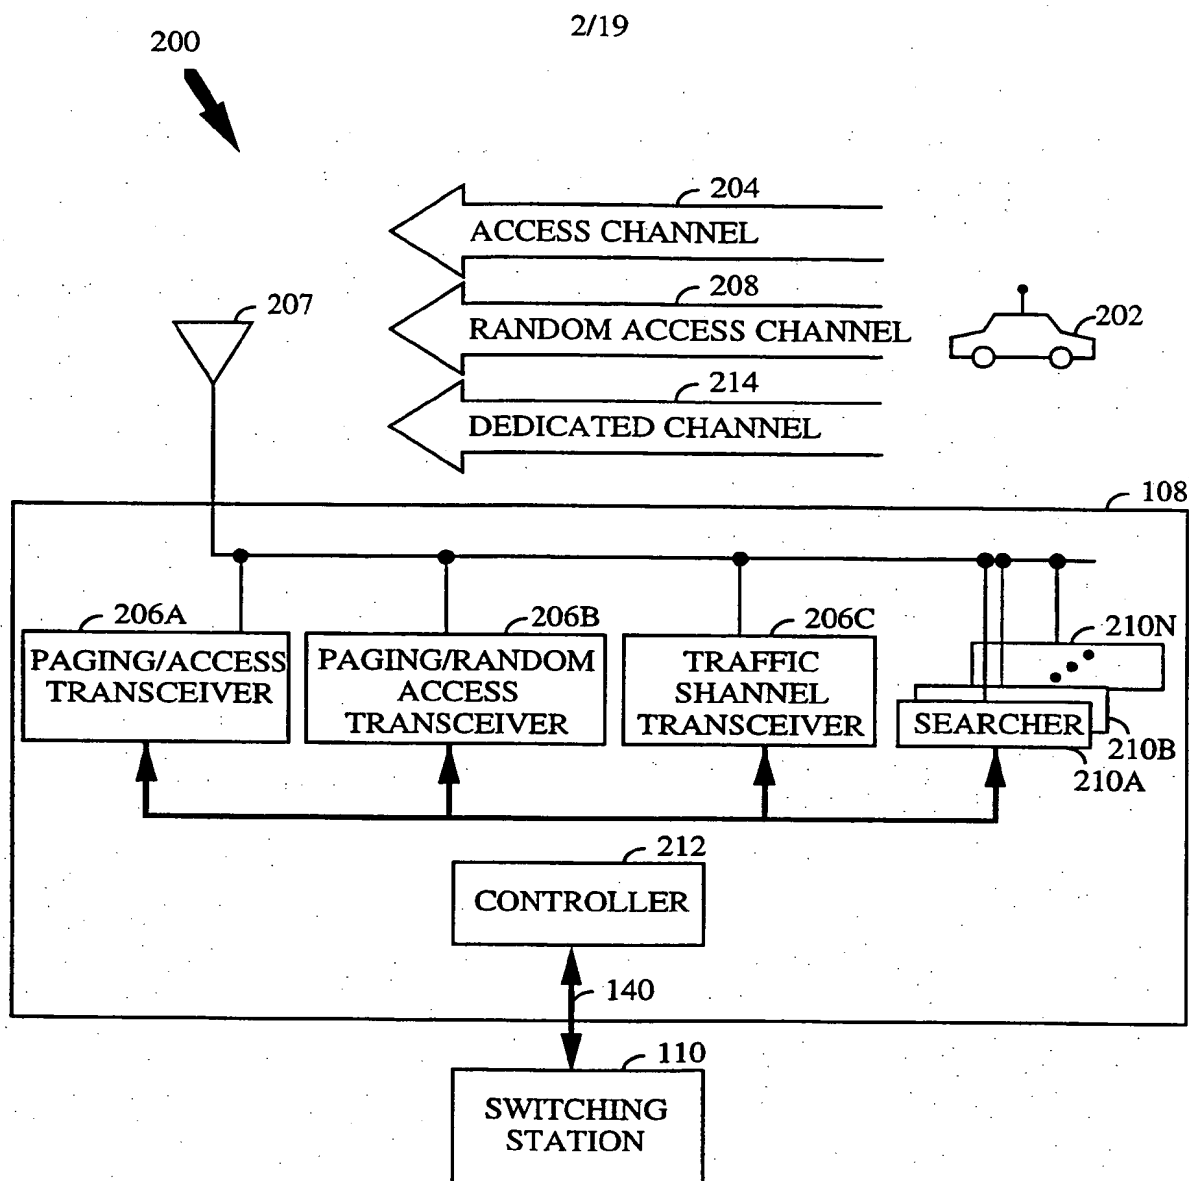 2/19
200
204
ACCESS CHANNEL
208
RANDOM ACCESS CHANNEL
207
202
214
DEDICATED CHANNEL
108
206A
PAGING/ACCESS
TRANSCEIVER
206B
PAGING/RANDOM
ACCESS
TRANSCEIVER
206C
TRAFFIC
SHANNEL
TRANSCEIVER
210N
SEARCHER
210B
210A
212
CONTROLLER
140
110
SWITCHING
STATION